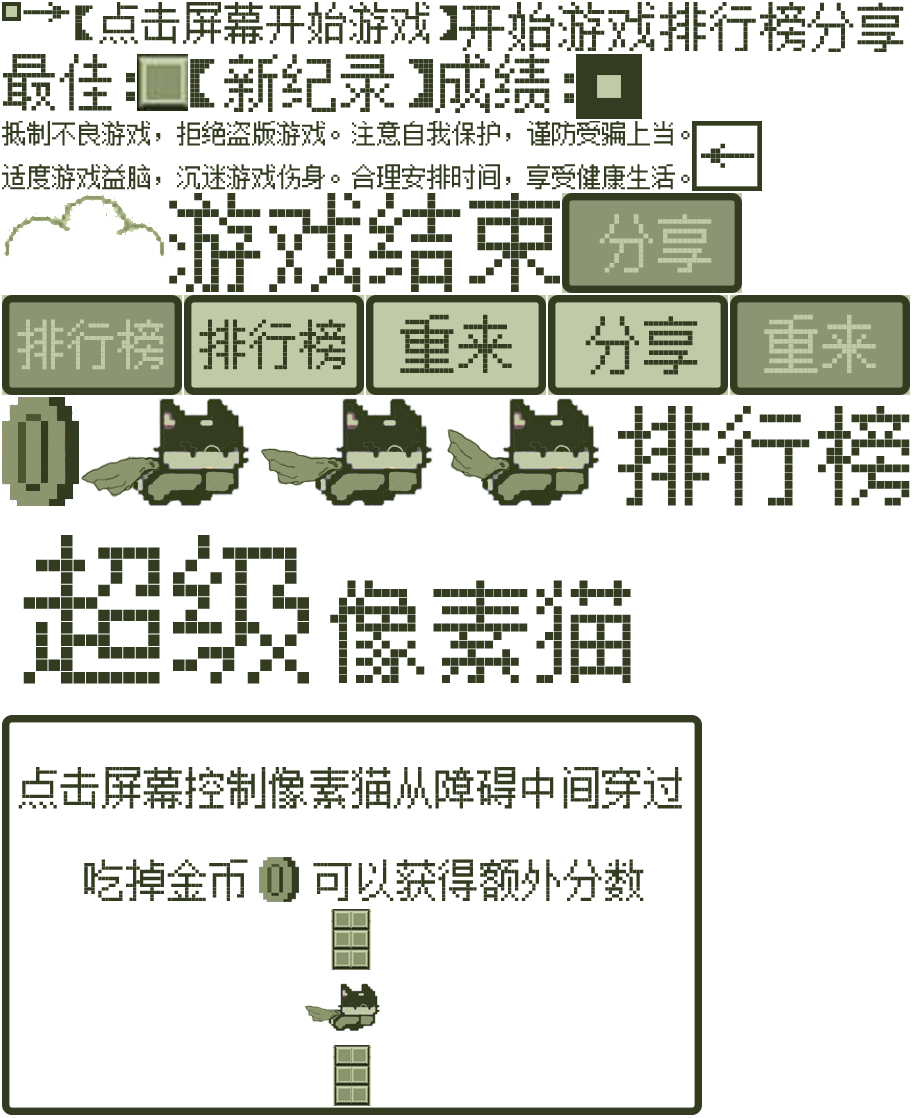 【点击屏幕开始游戏】开始游戏排行榜分享
最佳:【新纪录】成绩:
抵制不良游戏，拒绝盗版游戏。注意自我保护，谨防受骗上当。
适度游戏益脑，沉迷游戏伤身。合理安排时间，享受健康生活。
游戏结束 分享
排行榜 排行榜 重来 分享 重来
排行榜
超级像素猫
点击屏幕控制像素猫从障碍中间穿过
吃掉金币 可以获得额外分数